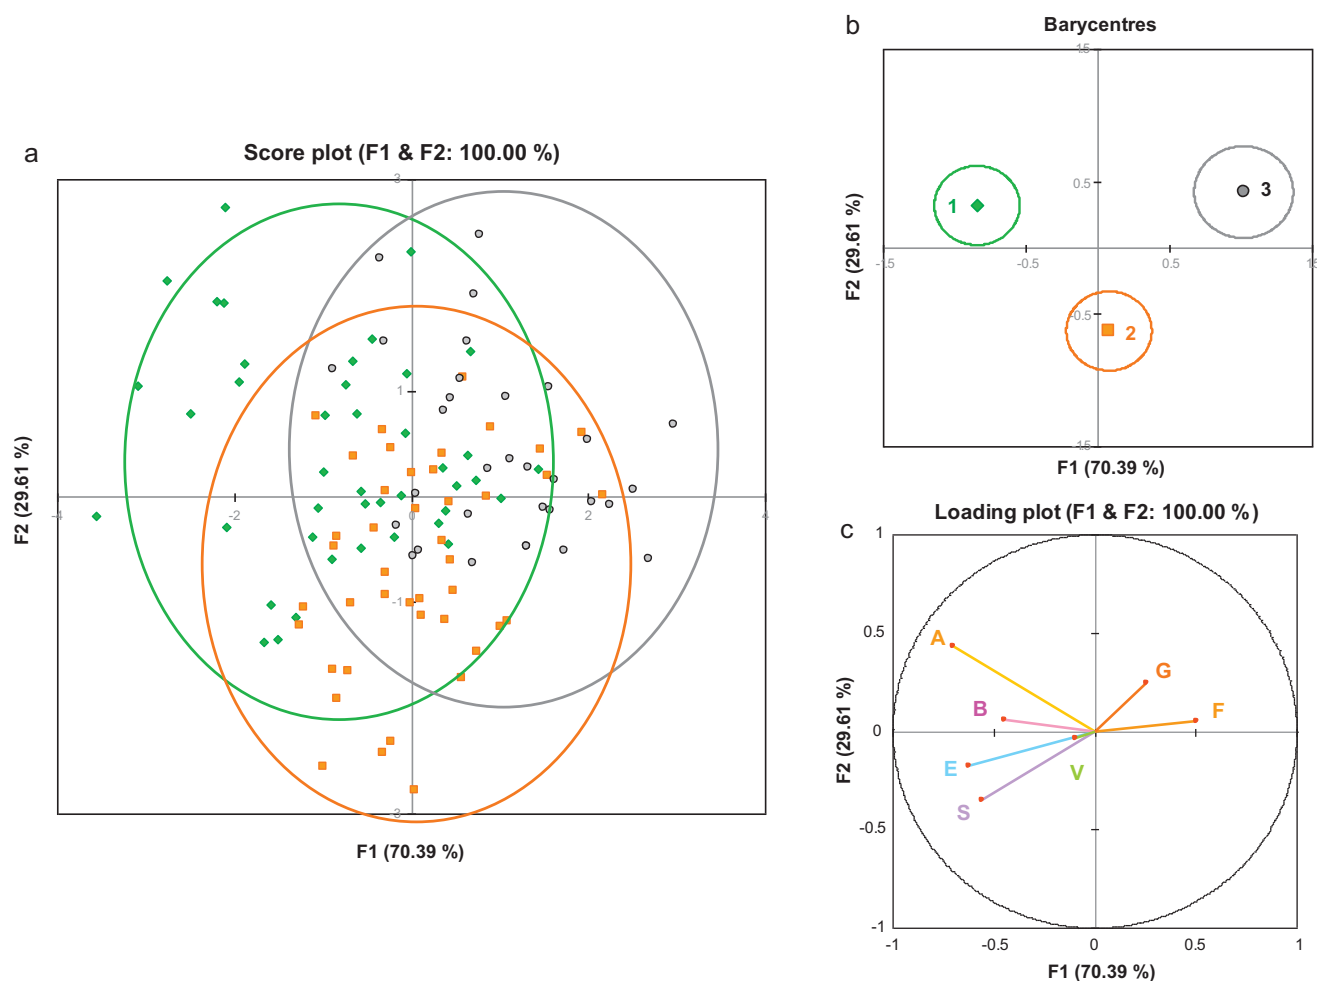 a
Score plot (F1 & F2: 100.00 %)
3
1
-4
-2
0
2
4
-1
-3
F2 (29.61 %)
F1 (70.39 %)
b
Barycentres
1.5
0.5
-1.5
-0.5
0.5
1.5
-0.5
-1.5
1
2
3
F2 (29.61 %)
F1 (70.39 %)
c
Loading plot (F1 & F2: 100.00 %)
1
0.5
0
-0.5
-1
-1
-0.5
0
0.5
1
A
B
E
S
V
G
F
F2 (29.61 %)
F1 (70.39 %)